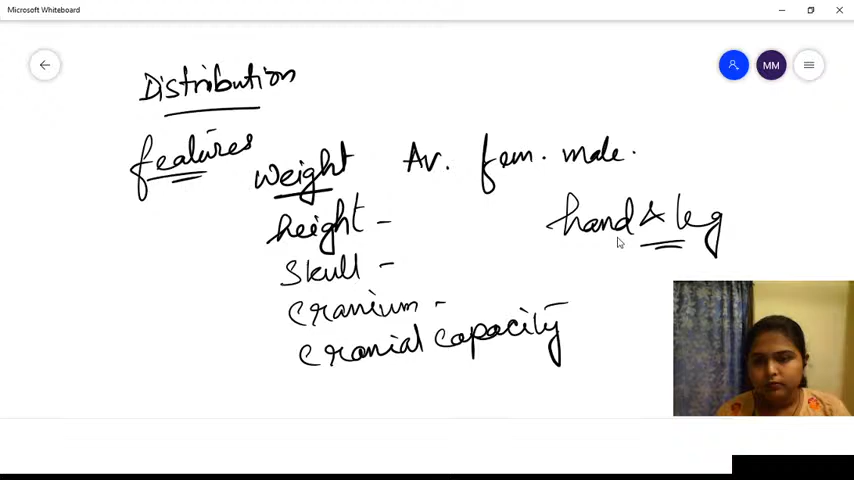 Microsoft Whiteboard
MM
Distribution
features
weight Av. fem. male.
height - hand & leg
skull -
cranium -
cranial capacity